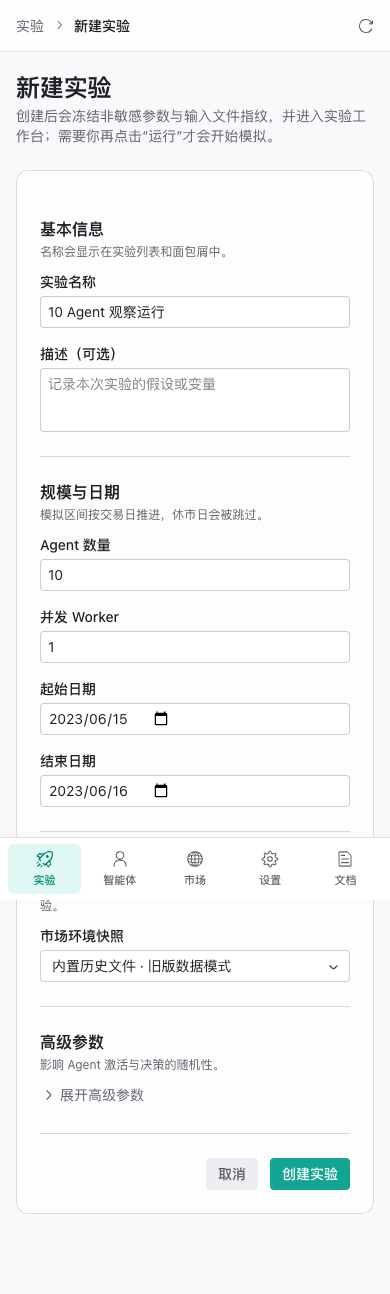 实验 > 新建实验
新建实验
创建后会冻结非敏感参数与输入文件指纹，并进入实验工
作台；需要你再点击“运行”才会开始模拟。
基本信息
名称会显示在实验列表和面包屑中。
实验名称
10 Agent 观察运行
描述（可选）
记录本次实验的假设或变量
规模与日期
模拟区间按交易日推进，休市日会被跳过。
Agent 数量
10
并发 Worker
1
起始日期
2023/06/15
结束日期
2023/06/16
实验 智能体 市场 设置 文档
验。
市场环境快照
内置历史文件 · 旧版数据模式
高级参数
影响 Agent 激活与决策的随机性。
展开高级参数
取消 创建实验